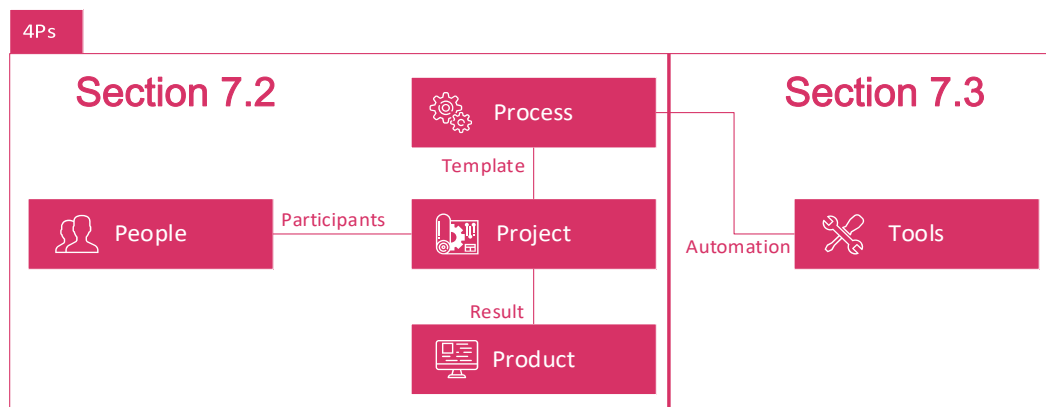 4Ps
Section 7.2
Section 7.3
Process
Template
People
Participants
Project
Automation
Tools
Result
Product